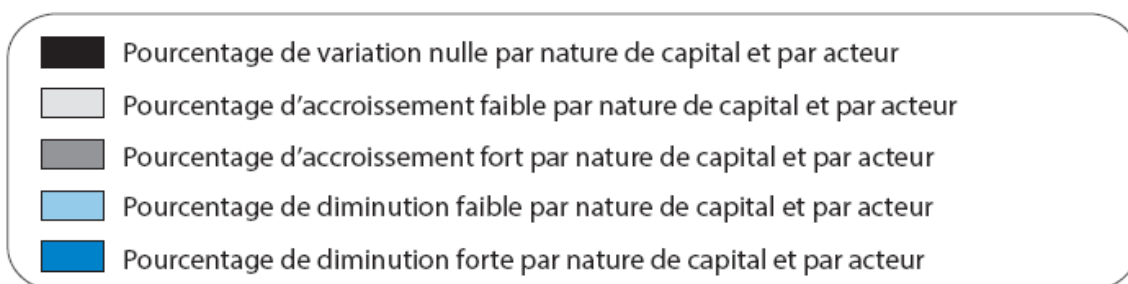 Pourcentage de variation nulle par nature de capital et par acteur
Pourcentage d’accroissement faible par nature de capital et par acteur
Pourcentage d’accroissement fort par nature de capital et par acteur
Pourcentage de diminution faible par nature de capital et par acteur
Pourcentage de diminution forte par nature de capital et par acteur